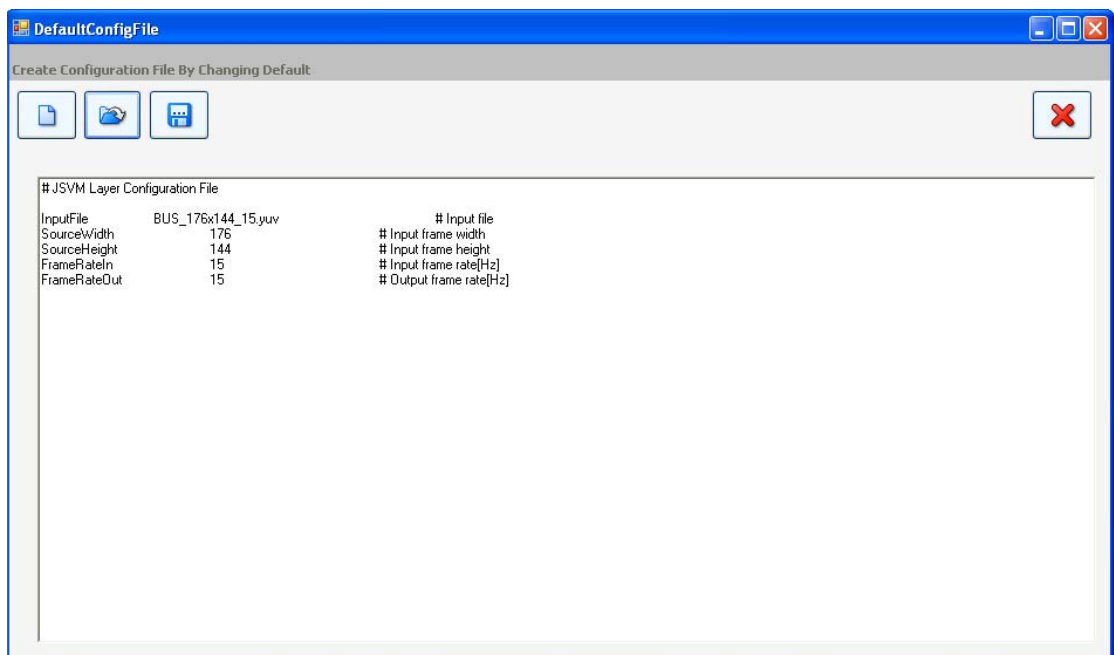 DefaultConfigFile
Create Configuration File By Changing Default
# JSVM Layer Configuration File
InputFile BUS_176x144_15.yuv # Input file
SourceWidth 176 # Input frame width
SourceHeight 144 # Input frame height
FrameRateIn 15 # Input frame rate[Hz]
FrameRateOut 15 # Output frame rate[Hz]